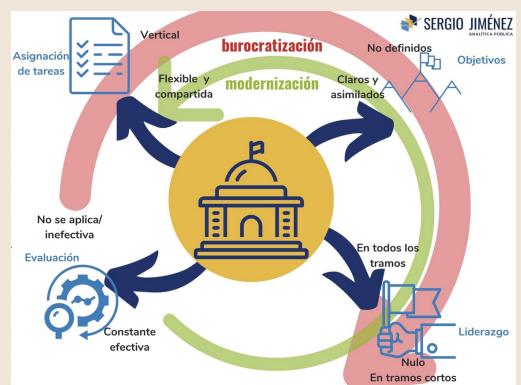 SERGIO JIMÉNEZ
ANALÍTICA PÚBLICA
Vertical
burocratización
No definidos
Asignación
de tareas
Objetivos
Flexible y
compartida
modernización
Claros y
asimilados
No se aplica/
inefectiva
En todos los
tramos
Evaluación
Constante
efectiva
Liderazgo
Nulo
En tramos cortos